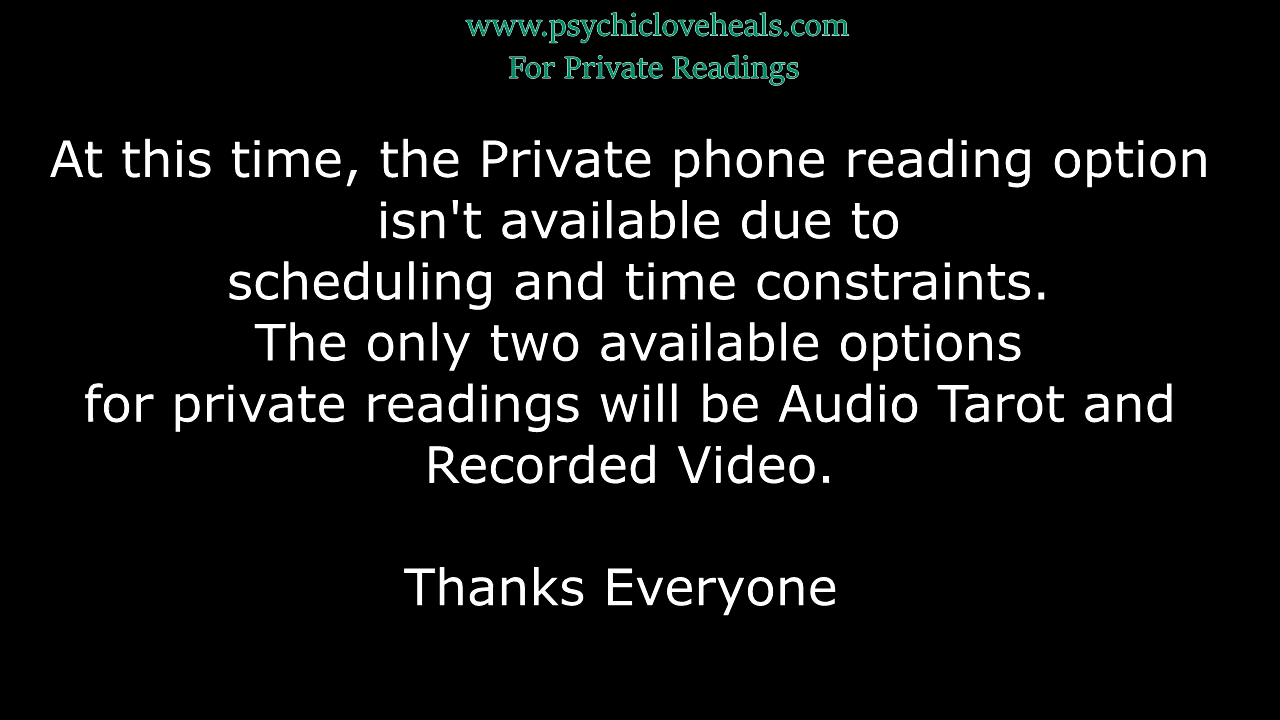 www.psychicloveheals.com
For Private Readings
At this time, the Private phone reading option
isn't available due to
scheduling and time constraints.
The only two available options
for private readings will be Audio Tarot and
Recorded Video.
Thanks Everyone